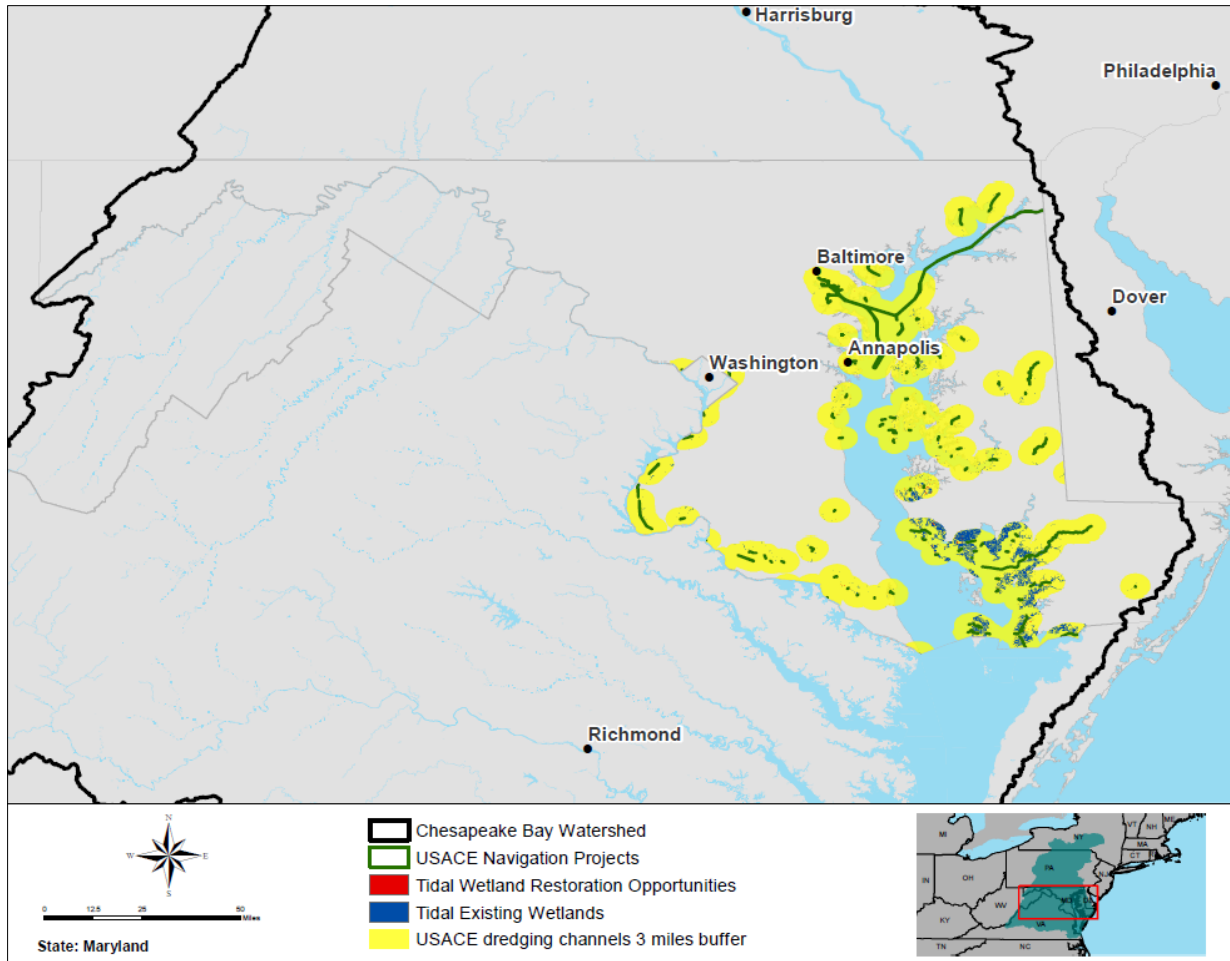 Harrisburg
Philadelphia
Baltimore
Dover
Annapolis
Washington
Richmond
N
W
E
S
0
12.5
25
50
Miles
State: Maryland
Chesapeake Bay Watershed
USACE Navigation Projects
Tidal Wetland Restoration Opportunities
Tidal Existing Wetlands
USACE dredging channels 3 miles buffer
MI
NY
VT
NH
ME
MA
CT
PA
NJ
IN
OH
WV
KY
VA
TN
NC